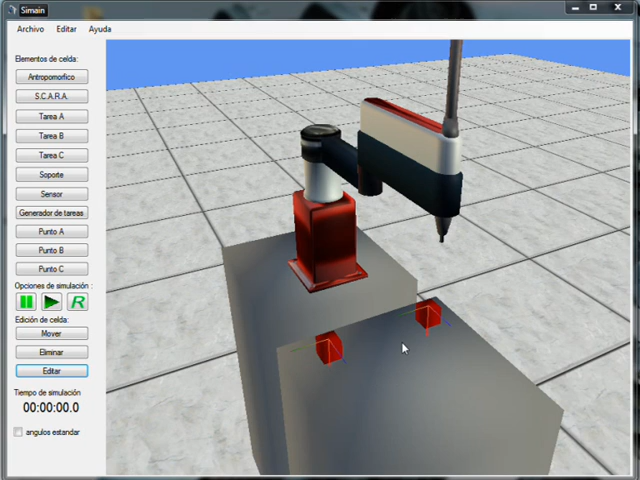 Simain
Archivo Editar Ayuda
Elementos de celda:
Antropomorfico
S.C.A.R.A.
Tarea A
Tarea B
Tarea C
Soporte
Sensor
Generador de tareas
Punto A
Punto B
Punto C
Opciones de simulación :
R
Edición de celda:
Mover
Eliminar
Editar
Tiempo de simulación
00:00:00.0
angulos estandar